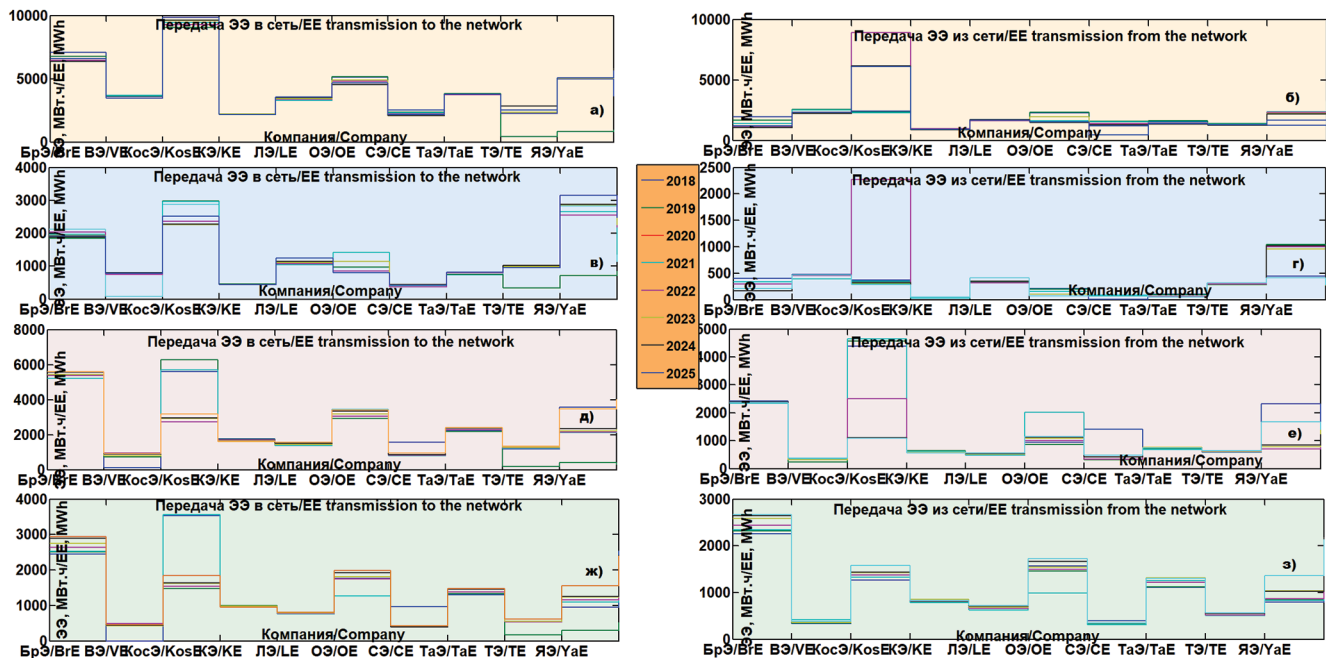 Передача ЭЭ в сеть/EE transmission to the network
ЭЭ, МВт.ч/EE, MWh
10000
5000
0
а)
Компания/Company
БрЭ/BrE ВЭ/VE КосЭ/KosE КЭ/KE ЛЭ/LE ОЭ/OE СЭ/CE ТаЭ/TaE ТЭ/TE ЯЭ/YaE
Передача ЭЭ из сети/EE transmission from the network
ЭЭ, МВт.ч/EE, MWh
10000
5000
0
б)
Компания/Company
БрЭ/BrE ВЭ/VE КосЭ/KosE КЭ/KE ЛЭ/LE ОЭ/OE СЭ/CE ТаЭ/TaE ТЭ/TE ЯЭ/YaE
Передача ЭЭ в сеть/EE transmission to the network
ЭЭ, МВт.ч/EE, MWh
4000
3000
2000
1000
0
в)
Компания/Company
БрЭ/BrE ВЭ/VE КосЭ/KosE КЭ/KE ЛЭ/LE ОЭ/OE СЭ/CE ТаЭ/TaE ТЭ/TE ЯЭ/YaE
2018
2019
2020
2021
2022
2023
2024
2025
Передача ЭЭ из сети/EE transmission from the network
ЭЭ, МВт.ч/EE, MWh
2500
2000
1500
1000
500
0
г)
Компания/Company
БрЭ/BrE ВЭ/VE КосЭ/KosE КЭ/KE ЛЭ/LE ОЭ/OE СЭ/CE ТаЭ/TaE ТЭ/TE ЯЭ/YaE
Передача ЭЭ в сеть/EE transmission to the network
ЭЭ, МВт.ч/EE, MWh
8000
6000
4000
2000
0
д)
Компания/Company
БрЭ/BrE ВЭ/VE КосЭ/KosE КЭ/KE ЛЭ/LE ОЭ/OE СЭ/CE ТаЭ/TaE ТЭ/TE ЯЭ/YaE
Передача ЭЭ из сети/EE transmission from the network
ЭЭ, МВт.ч/EE, MWh
5000
4000
3000
2000
1000
0
е)
Компания/Company
БрЭ/BrE ВЭ/VE КосЭ/KosE КЭ/KE ЛЭ/LE ОЭ/OE СЭ/CE ТаЭ/TaE ТЭ/TE ЯЭ/YaE
Передача ЭЭ в сеть/EE transmission to the network
ЭЭ, МВт.ч/EE, MWh
4000
3000
2000
1000
0
ж)
Компания/Company
БрЭ/BrE ВЭ/VE КосЭ/KosE КЭ/KE ЛЭ/LE ОЭ/OE СЭ/CE ТаЭ/TaE ТЭ/TE ЯЭ/YaE
Передача ЭЭ из сети/EE transmission from the network
ЭЭ, МВт.ч/EE, MWh
3000
2000
1000
0
з)
Компания/Company
БрЭ/BrE ВЭ/VE КосЭ/KosE КЭ/KE ЛЭ/LE ОЭ/OE СЭ/CE ТаЭ/TaE ТЭ/TE ЯЭ/YaE